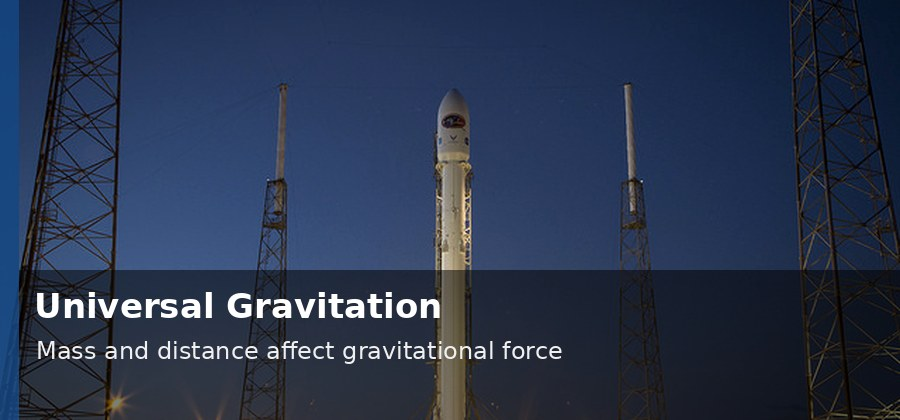 Universal Gravitation
Mass and distance affect gravitational force